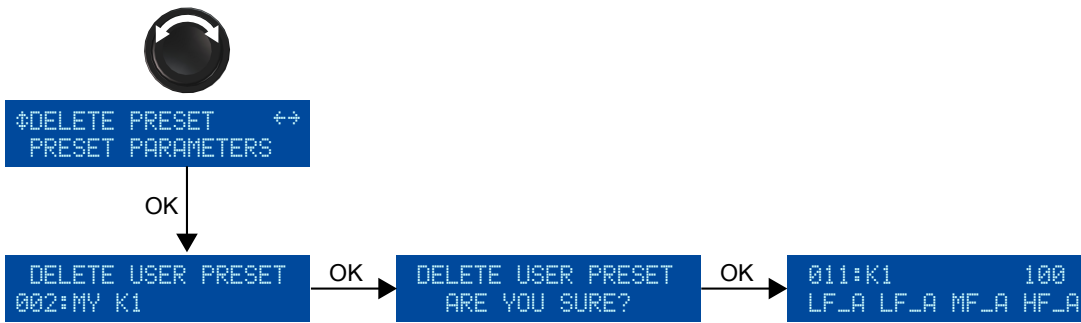 ↕DELETE PRESET ←→
PRESET PARAMETERS
OK
DELETE USER PRESET
002:MY K1
OK
DELETE USER PRESET
ARE YOU SURE?
OK
011:K1 100
LF_A LF_A MF_A HF_A